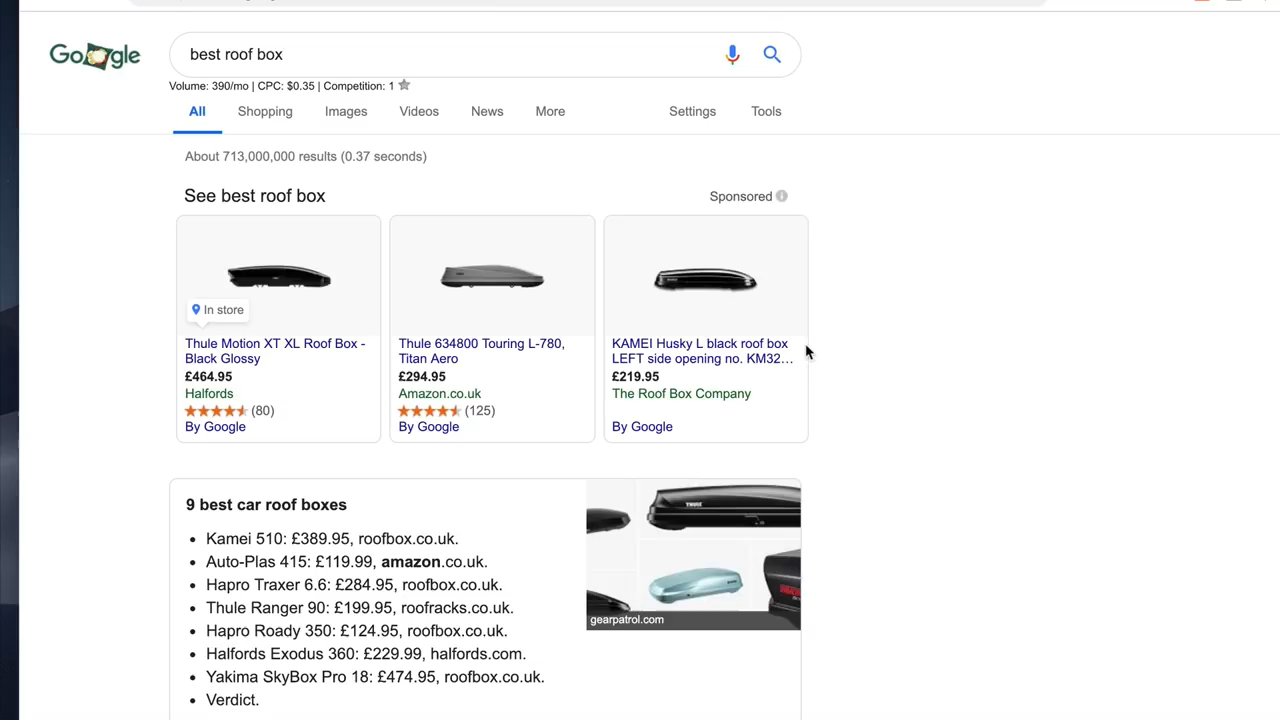 Google
best roof box
Volume: 390/mo | CPC: $0.35 | Competition: 1
All Shopping Images Videos News More Settings Tools
About 713,000,000 results (0.37 seconds)
See best roof box
Sponsored
In store
Thule Motion XT XL Roof Box -
Black Glossy
£464.95
Halfords
(80)
By Google
Thule 634800 Touring L-780,
Titan Aero
£294.95
Amazon.co.uk
(125)
By Google
KAMEI Husky L black roof box
LEFT side opening no. KM32...
£219.95
The Roof Box Company
By Google
9 best car roof boxes
Kamei 510: £389.95, roofbox.co.uk.
Auto-Plas 415: £119.99, amazon.co.uk.
Hapro Traxer 6.6: £284.95, roofbox.co.uk.
Thule Ranger 90: £199.95, roofracks.co.uk.
Hapro Roady 350: £124.95, roofbox.co.uk.
Halfords Exodus 360: £229.99, halfords.com.
Yakima SkyBox Pro 18: £474.95, roofbox.co.uk.
Verdict.
THULE
gearpatrol.com